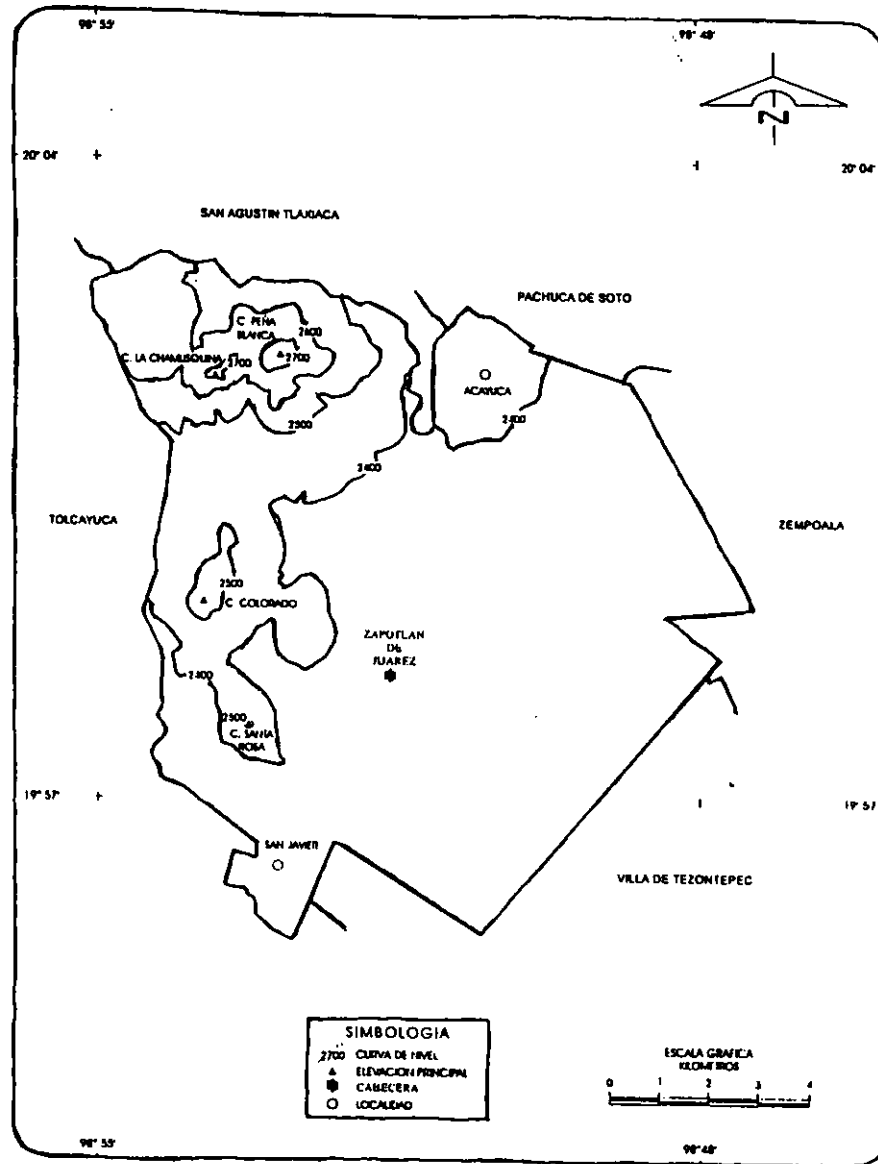 98° 55'
98° 48'
N
20° 04'
20° 04'
SAN AGUSTIN TLAXIACA
PACHUCA DE SOTO
C. PEÑA
BLANCA
2600
C. LA CHAMUSQUINA
2700
2700
ACAYUCA
2400
2500
2400
TOLCAYUCA
ZEMPOALA
2500
C. COLORADO
ZAPOTLAN
DE
JUAREZ
2400
2500
C. SANTA
ROSA
19° 57'
19° 57'
SAN JAVIER
VILLA DE TEZONTEPEC
SIMBOLOGIA
2700 CURVA DE NIVEL
ELEVACION PRINCIPAL
CABECERA
LOCALIDAD
ESCALA GRAFICA
KILOMETROS
0 1 2 3 4
98° 55'
98° 48'